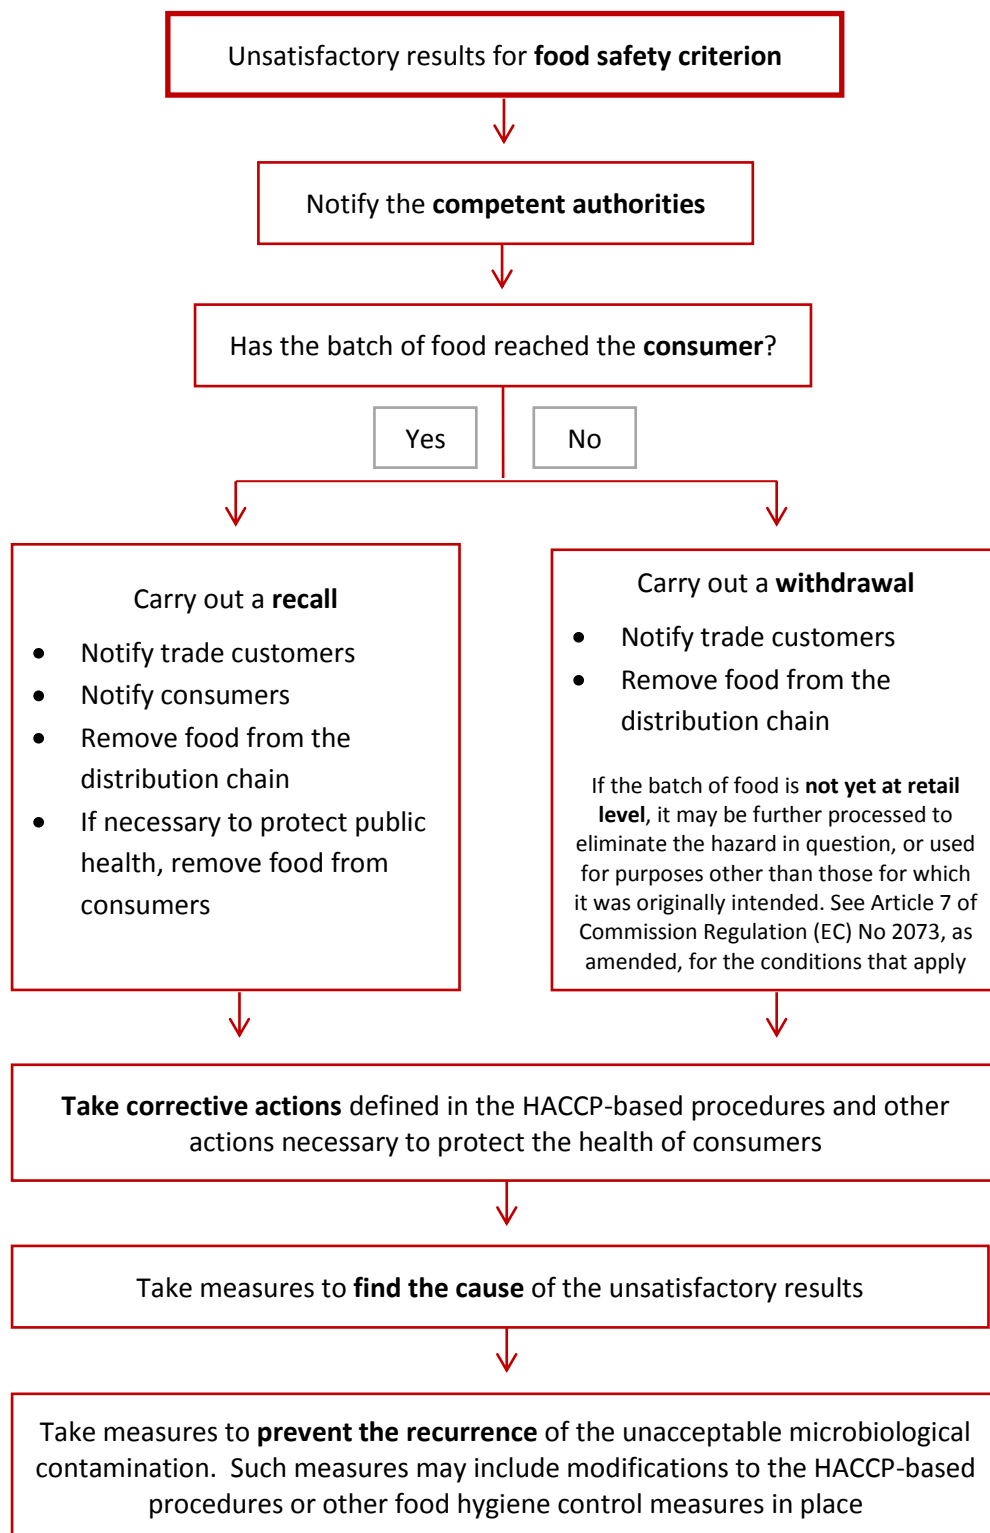 Unsatisfactory results for food safety criterion
Notify the competent authorities
Has the batch of food reached the consumer?
Yes
No
Carry out a recall
• Notify trade customers
• Notify consumers
• Remove food from the
distribution chain
• If necessary to protect public
health, remove food from
consumers
Carry out a withdrawal
• Notify trade customers
• Remove food from the
distribution chain
If the batch of food is not yet at retail
level, it may be further processed to
eliminate the hazard in question, or used
for purposes other than those for which
it was originally intended. See Article 7 of
Commission Regulation (EC) No 2073, as
amended, for the conditions that apply
Take corrective actions defined in the HACCP-based procedures and other
actions necessary to protect the health of consumers
Take measures to find the cause of the unsatisfactory results
Take measures to prevent the recurrence of the unacceptable microbiological
contamination.  Such measures may include modifications to the HACCP-based
procedures or other food hygiene control measures in place